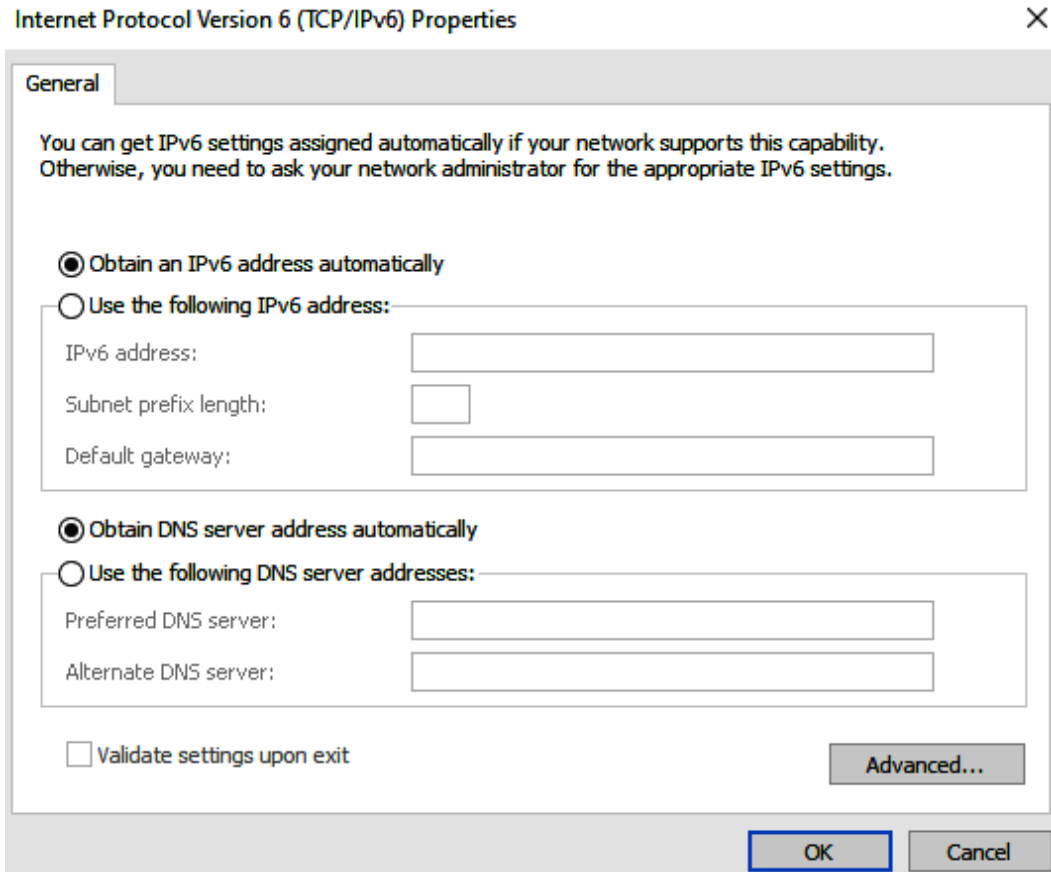 Internet Protocol Version 6 (TCP/IPv6) Properties
General
You can get IPv6 settings assigned automatically if your network supports this capability.
Otherwise, you need to ask your network administrator for the appropriate IPv6 settings.
Obtain an IPv6 address automatically
Use the following IPv6 address:
IPv6 address:
Subnet prefix length:
Default gateway:
Obtain DNS server address automatically
Use the following DNS server addresses:
Preferred DNS server:
Alternate DNS server:
Validate settings upon exit
Advanced...
OK Cancel